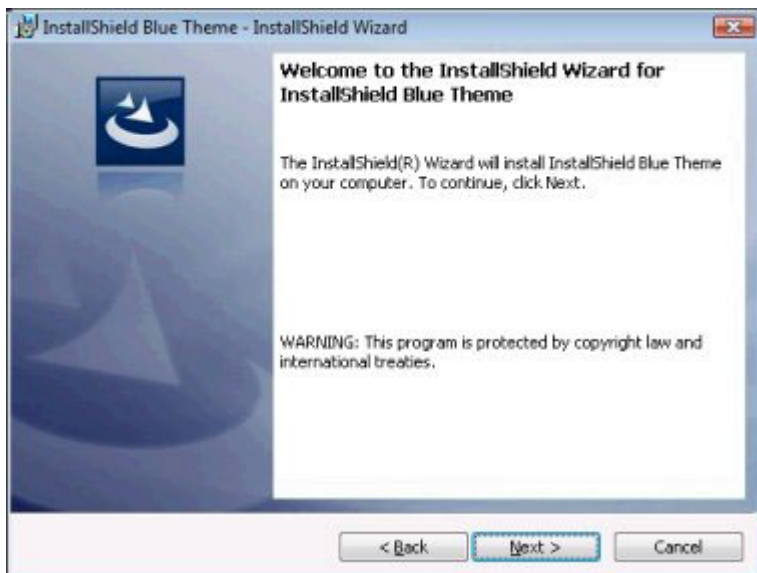 InstallShield Blue Theme - InstallShield Wizard
Welcome to the InstallShield Wizard for
InstallShield Blue Theme
The InstallShield(R) Wizard will install InstallShield Blue Theme
on your computer. To continue, click Next.
WARNING: This program is protected by copyright law and
international treaties.
< Back
Next >
Cancel